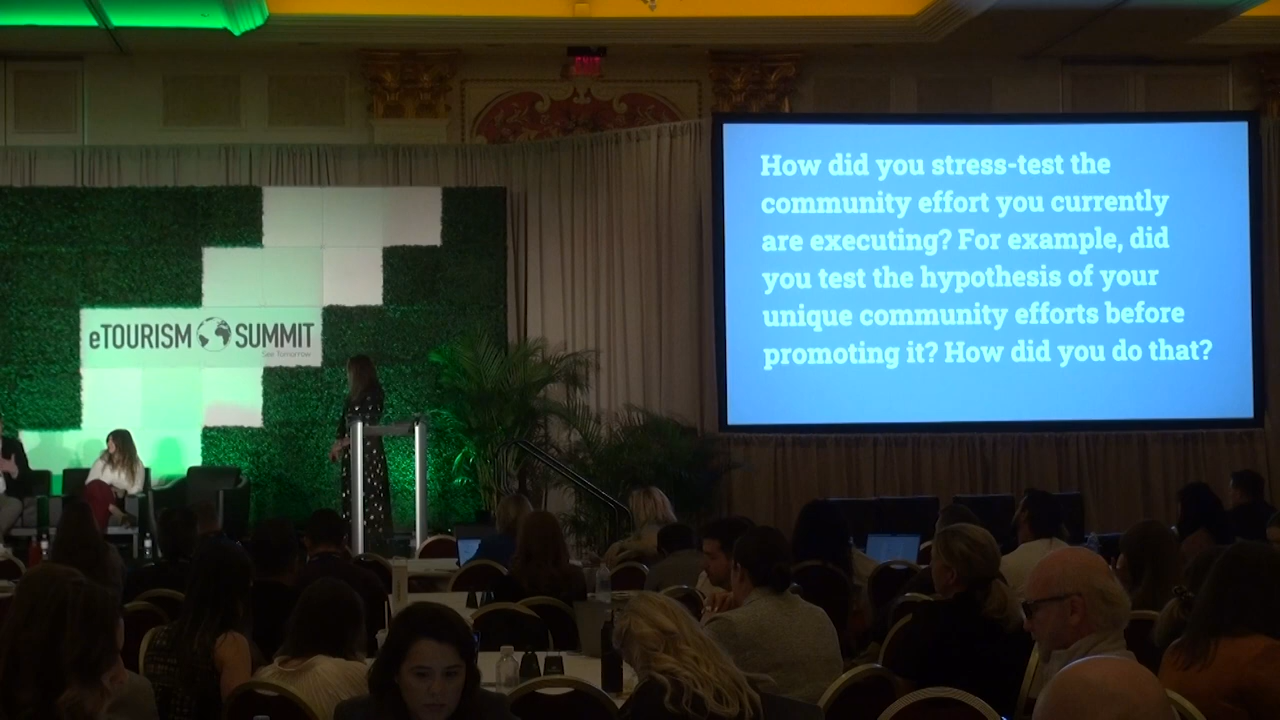 EXIT
How did you stress-test the
community effort you currently
are executing? For example, did
you test the hypothesis of your
unique community efforts before
promoting it? How did you do that?
eTOURISM SUMMIT
See Tomorrow